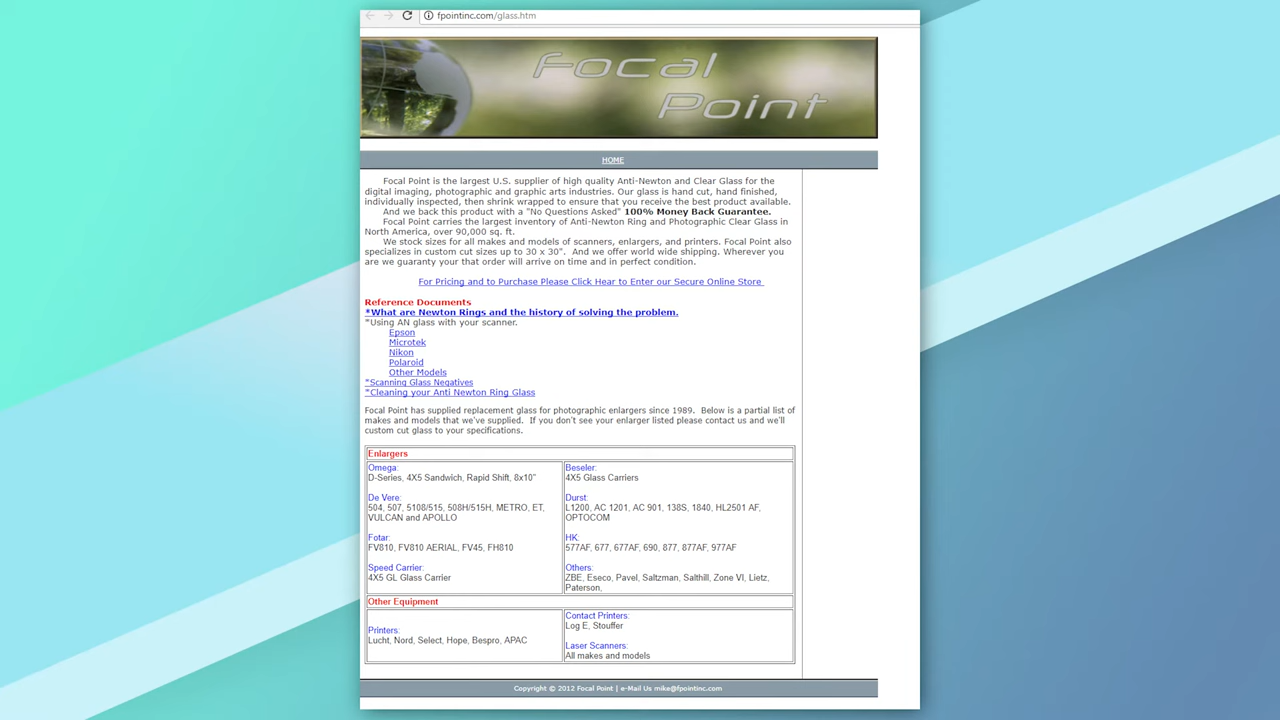 fpointinc.com/glass.htm
Focal
Point
HOME
Focal Point is the largest U.S. supplier of high quality Anti-Newton and Clear Glass for the
digital imaging, photographic and graphic arts industries. Our glass is hand cut, hand finished,
individually inspected, then shrink wrapped to ensure that you receive the best product available.
And we back this product with a "No Questions Asked" 100% Money Back Guarantee.
Focal Point carries the largest inventory of Anti-Newton Ring and Photographic Clear Glass in
North America, over 90,000 sq. ft.
We stock sizes for all makes and models of scanners, enlargers, and printers. Focal Point also
specializes in custom cut sizes up to 30 x 30". And we offer world wide shipping. Wherever you
are we guaranty your that order will arrive on time and in perfect condition.
For Pricing and to Purchase Please Click Hear to Enter our Secure Online Store
Reference Documents
*What are Newton Rings and the history of solving the problem.
*Using AN glass with your scanner.
Epson
Microtek
Nikon
Polaroid
Other Models
*Scanning Glass Negatives
*Cleaning your Anti Newton Ring Glass
Focal Point has supplied replacement glass for photographic enlargers since 1989. Below is a partial list of
makes and models that we've supplied. If you don't see your enlarger listed please contact us and we'll
custom cut glass to your specifications.
Enlargers
Omega:
D-Series, 4X5 Sandwich, Rapid Shift, 8x10"
De Vere:
504, 507, 5108/515, 508H/515H, METRO, ET,
VULCAN and APOLLO
Fotar:
FV810, FV810 AERIAL, FV45, FH810
Speed Carrier:
4X5 GL Glass Carrier
Beseler:
4X5 Glass Carriers
Durst:
L1200, AC 1201, AC 901, 138S, 1840, HL2501 AF,
OPTOCOM
HK:
577AF, 677, 677AF, 690, 877, 877AF, 977AF
Others:
ZBE, Eseco, Pavel, Saltzman, Salthill, Zone VI, Lietz,
Paterson,
Other Equipment
Printers:
Lucht, Nord, Select, Hope, Bespro, APAC
Contact Printers:
Log E, Stouffer
Laser Scanners:
All makes and models
Copyright © 2012 Focal Point | e-Mail Us mike@fpointinc.com